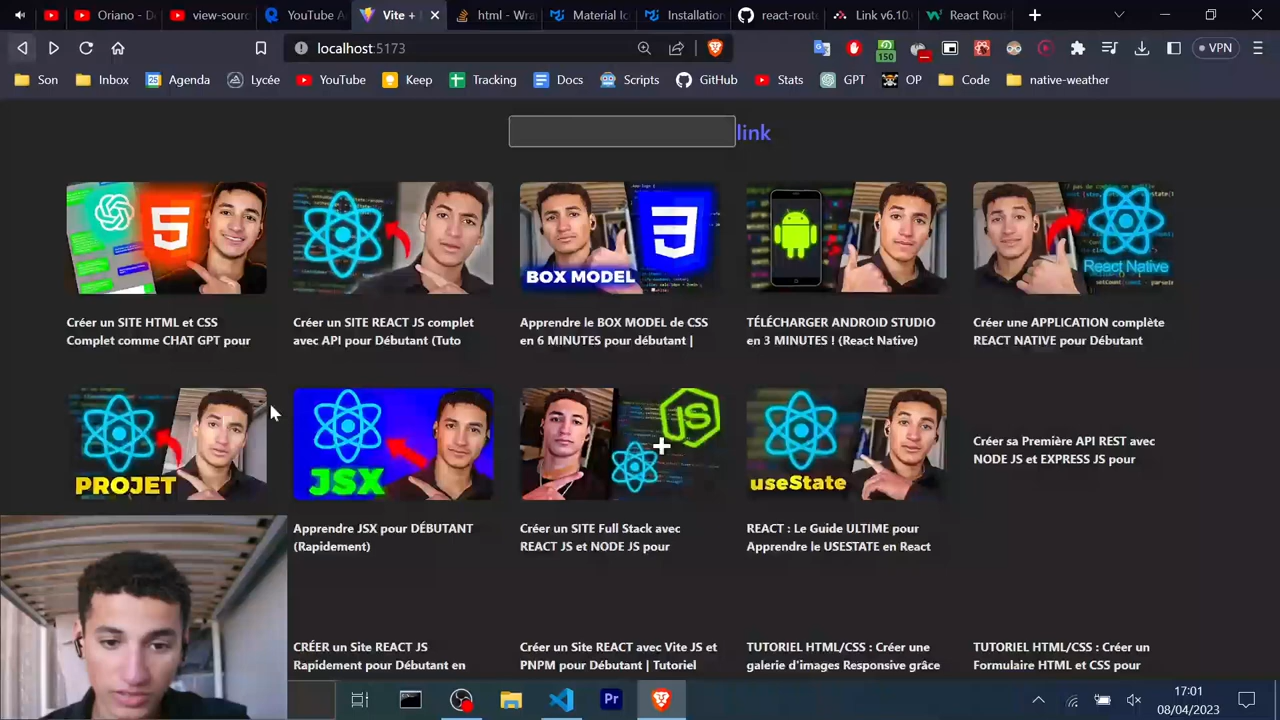 Oriano - D
view-sourc
YouTube A
Vite +
html - Wra
Material Ic
Installation
react-rout
Link v6.10.
React Rou
localhost:5173
150
VPN
Son
Inbox
Agenda
Lycée
YouTube
Keep
Tracking
Docs
Scripts
GitHub
Stats
GPT
OP
Code
native-weather
link
5
3
BOX MODEL
React Native
Créer un SITE HTML et CSS
Complet comme CHAT GPT pour
Créer un SITE REACT JS complet
avec API pour Débutant (Tuto
Apprendre le BOX MODEL de CSS
en 6 MINUTES pour débutant |
TÉLÉCHARGER ANDROID STUDIO
en 3 MINUTES ! (React Native)
Créer une APPLICATION complète
REACT NATIVE pour Débutant
PROJET
JSX
JS
+
useState
Créer sa Première API REST avec
NODE JS et EXPRESS JS pour
Apprendre JSX pour DÉBUTANT
(Rapidement)
Créer un SITE Full Stack avec
REACT JS et NODE JS pour
REACT : Le Guide ULTIME pour
Apprendre le USESTATE en React
CRÉER un Site REACT JS
Rapidement pour Débutant en
Créer un Site REACT avec Vite JS et
PNPM pour Débutant | Tutoriel
TUTORIEL HTML/CSS : Créer une
galerie d'images Responsive grâce
TUTORIEL HTML/CSS : Créer un
Formulaire HTML et CSS pour
Pr
17:01
08/04/2023